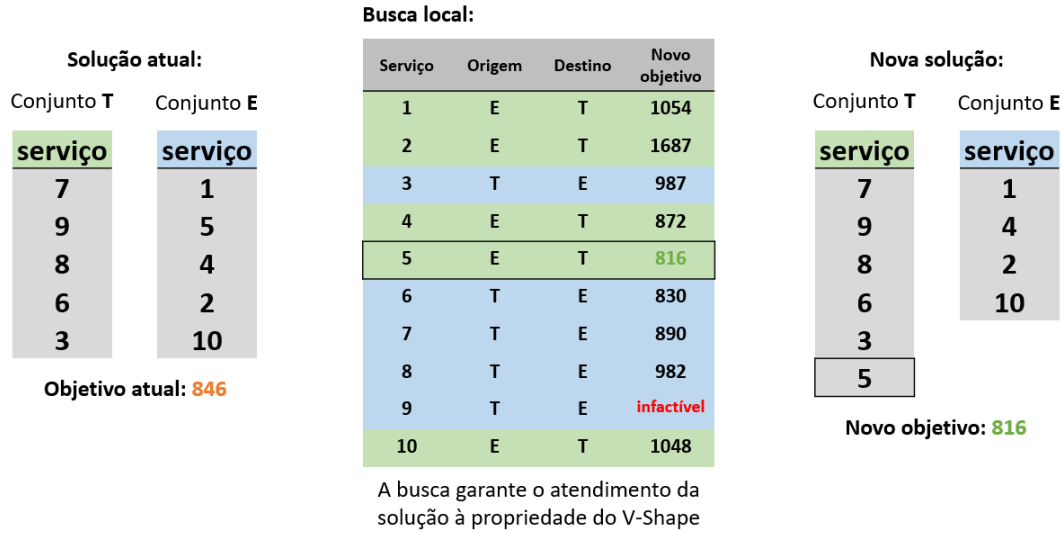 Solução atual:
Conjunto T
Conjunto E
serviço
serviço
7
1
9
5
8
4
6
2
3
10
Objetivo atual: 846
Busca local:
Serviço Origem Destino Novo objetivo
1 E T 1054
2 E T 1687
3 T E 987
4 E T 872
5 E T 816
6 T E 830
7 T E 890
8 T E 982
9 T E infactível
10 E T 1048
A busca garante o atendimento da
solução à propriedade do V-Shape
Nova solução:
Conjunto T
Conjunto E
serviço
serviço
7
1
9
4
8
2
6
10
3
5
Novo objetivo: 816